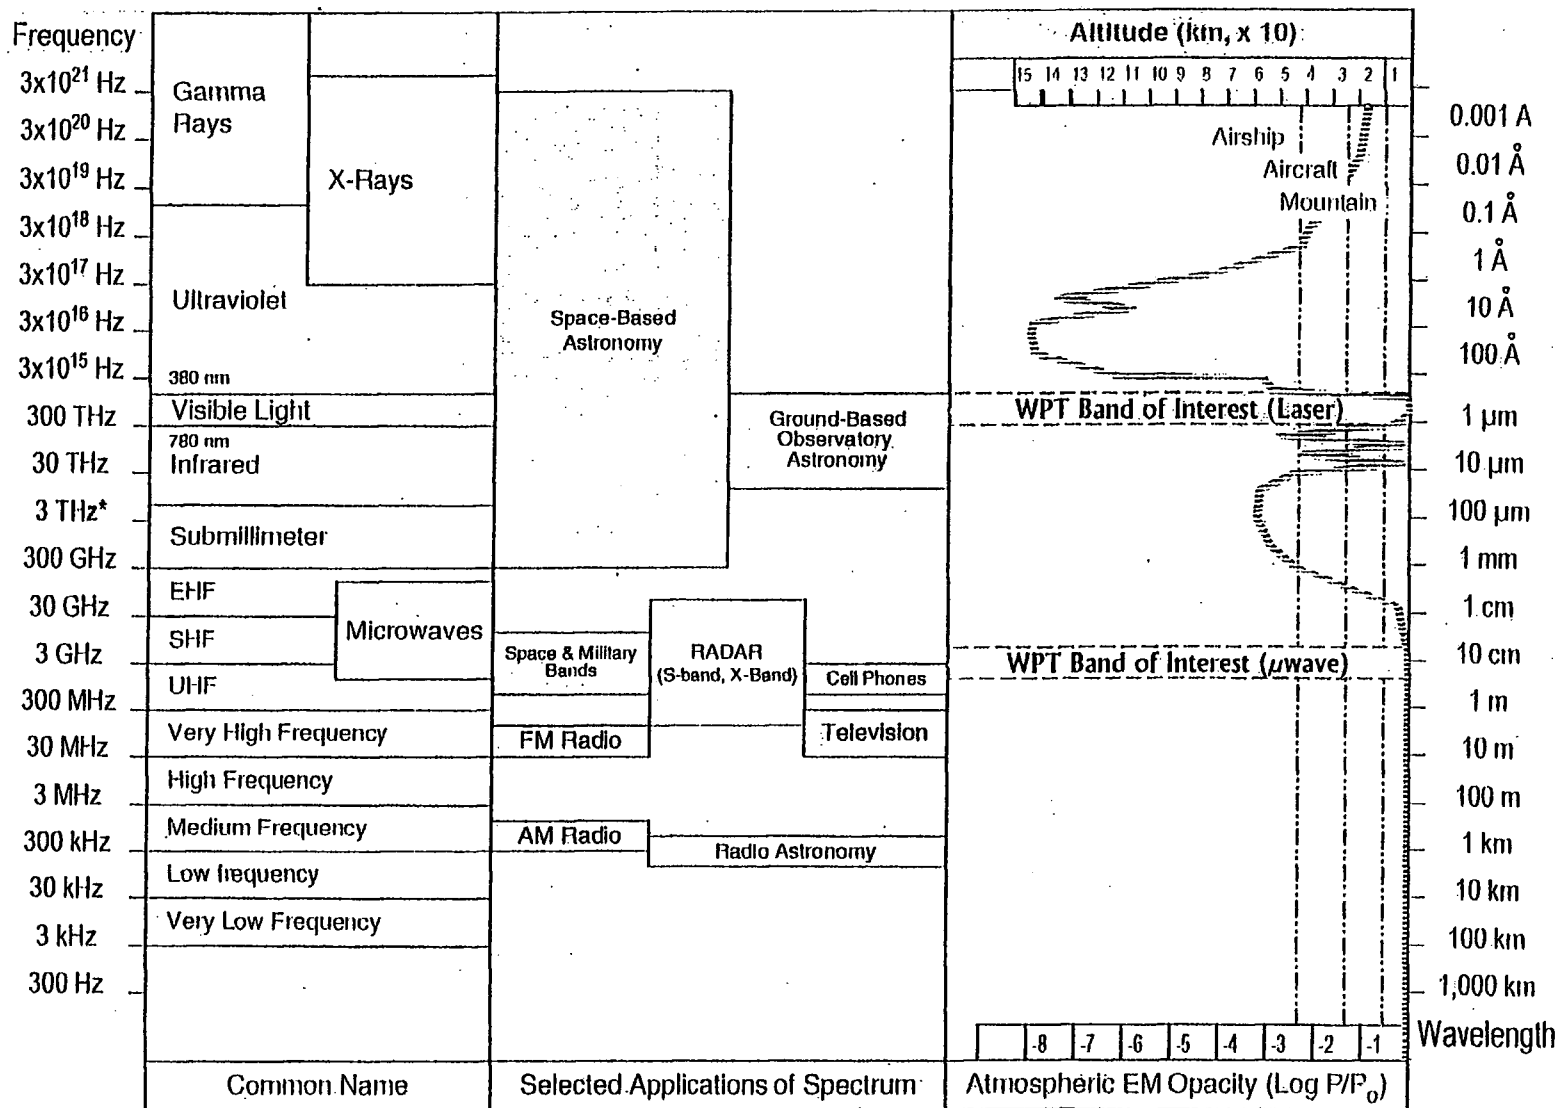 Frequency
3x10²¹ Hz
3x10²⁰ Hz
3x10¹⁹ Hz
3x10¹⁸ Hz
3x10¹⁷ Hz
3x10¹⁶ Hz
3x10¹⁵ Hz
300 THz
30 THz
3 THz*
300 GHz
30 GHz
3 GHz
300 MHz
30 MHz
3 MHz
300 kHz
30 kHz
3 kHz
300 Hz
Gamma
Rays
X-Rays
Ultraviolet
380 nm
Visible Light
780 nm
Infrared
Submillimeter
EHF
SHF
UHF
Microwaves
Very High Frequency
High Frequency
Medium Frequency
Low frequency
Very Low Frequency
Common Name
Space-Based
Astronomy
Ground-Based
Observatory
Astronomy
Space & Military
Bands
RADAR
(S-band, X-Band)
Cell Phones
FM Radio
Television
AM Radio
Radio Astronomy
Selected Applications of Spectrum
Altitude (km, x 10)
15 14 13 12 11 10 9 8 7 6 5 4 3 2 1
Airship
Aircraft
Mountain
WPT Band of Interest (Laser)
WPT Band of Interest (μwave)
-8 -7 -6 -5 -4 -3 -2 -1
Atmospheric EM Opacity (Log P/P₀)
0.001 A
0.01 Å
0.1 Å
1 Å
10 Å
100 Å
1 μm
10 μm
100 μm
1 mm
1 cm
10 cm
1 m
10 m
100 m
1 km
10 km
100 km
1,000 km
Wavelength